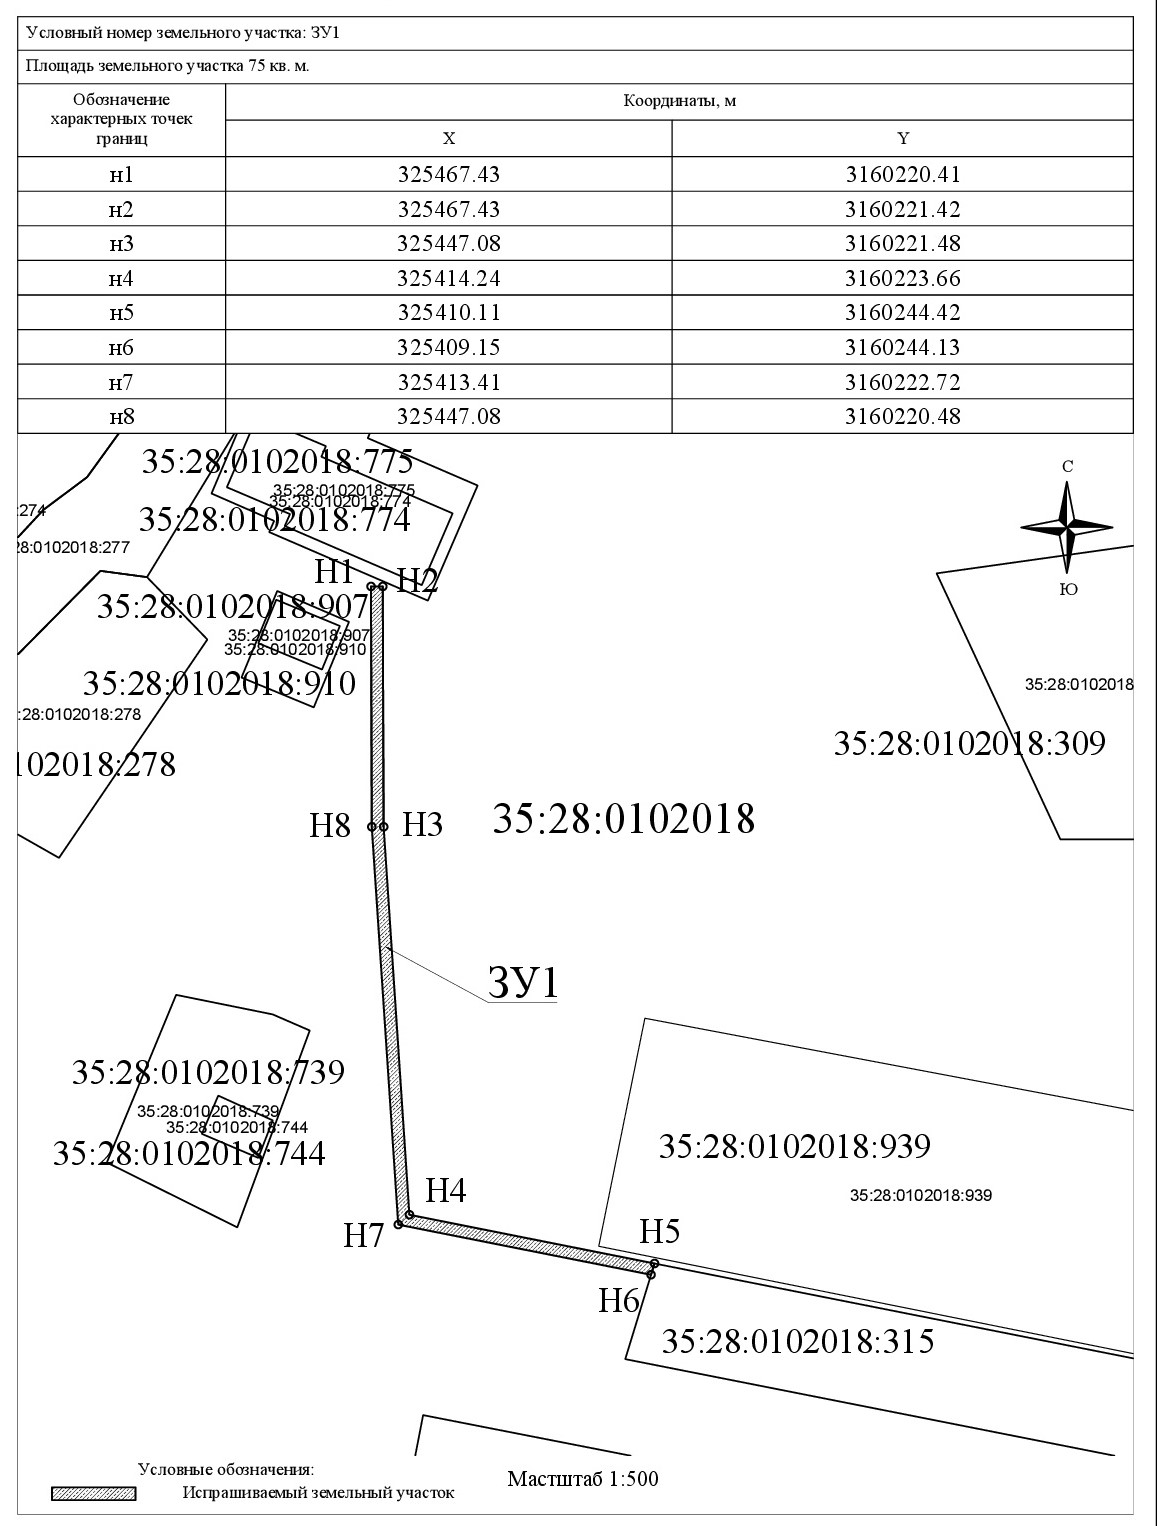 Условный номер земельного участка: ЗУ1
Площадь земельного участка 75 кв. м.
Обозначение характерных точек границ
Координаты, м
X Y
н1 325467.43 3160220.41
н2 325467.43 3160221.42
н3 325447.08 3160221.48
н4 325414.24 3160223.66
н5 325410.11 3160244.42
н6 325409.15 3160244.13
н7 325413.41 3160222.72
н8 325447.08 3160220.48
35:28:0102018:775
С
35:28:0102018:775
35:28:0102018:774
:274
35:28:0102018:774
28:0102018:277
Н1
Н2
Ю
35:28:0102018:907
35:28:0102018:907
35:28:0102018:910
35:28:0102018:910
35:28:0102018
:28:0102018:278
35:28:0102018:309
102018:278
Н8
Н3
35:28:0102018
ЗУ1
35:28:0102018:739
35:28:0102018:739
35:28:0102018:744
35:28:0102018:744
35:28:0102018:939
35:28:0102018:939
Н4
Н7
Н5
Н6
35:28:0102018:315
Условные обозначения:
Мастштаб 1:500
Испрашиваемый земельный участок